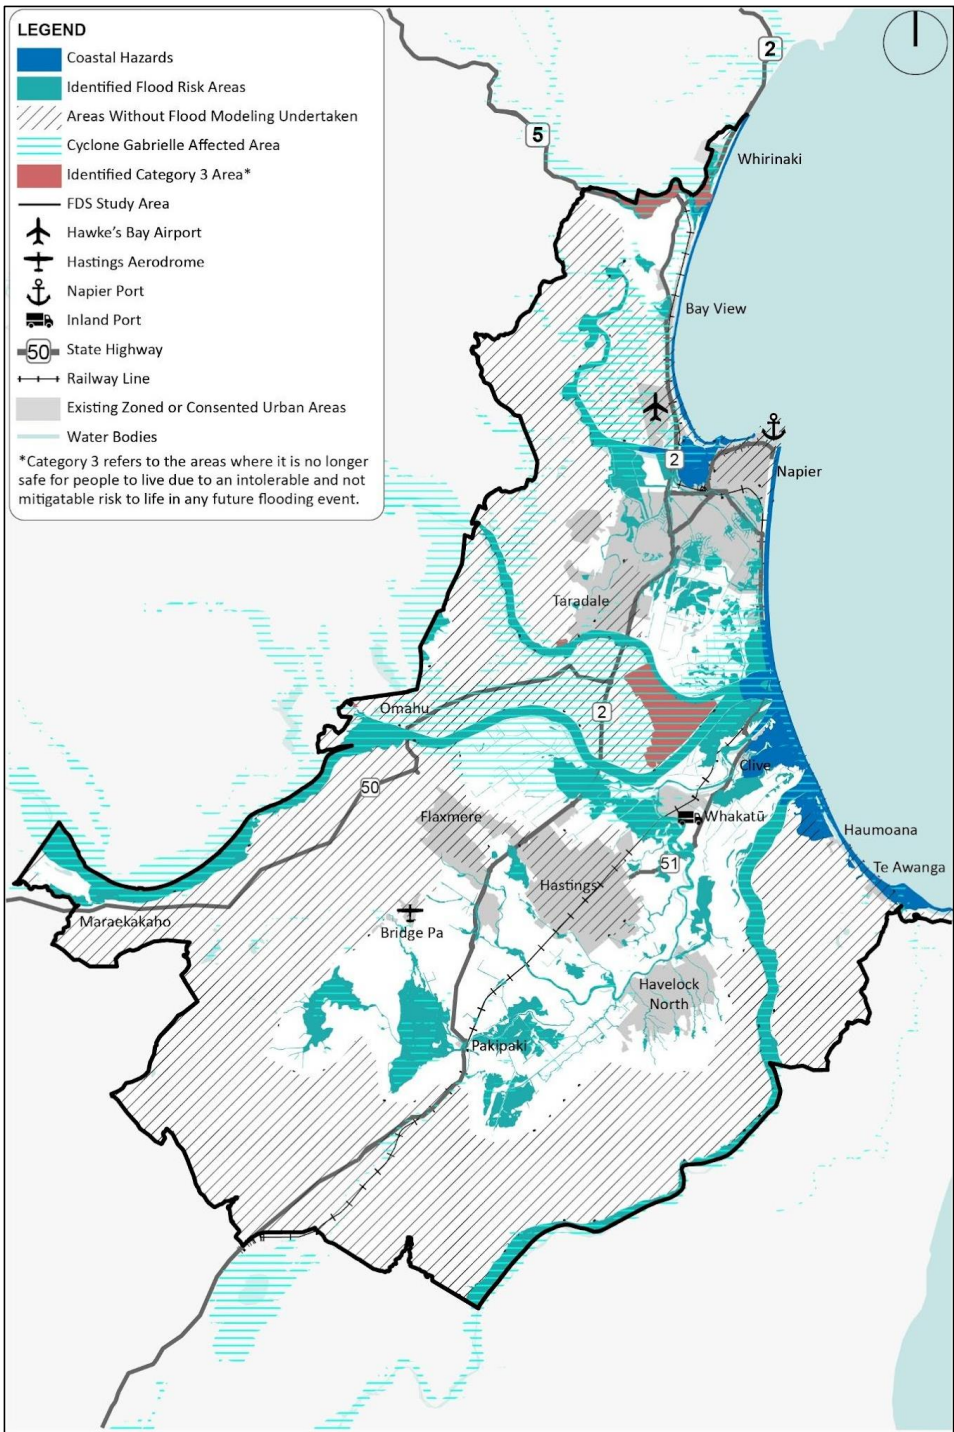 LEGEND
Coastal Hazards
Identified Flood Risk Areas
Areas Without Flood Modeling Undertaken
Cyclone Gabrielle Affected Area
Identified Category 3 Area*
FDS Study Area
Hawke's Bay Airport
Hastings Aerodrome
Napier Port
Inland Port
50 State Highway
Railway Line
Existing Zoned or Consented Urban Areas
Water Bodies
*Category 3 refers to the areas where it is no longer
safe for people to live due to an intolerable and not
mitigatable risk to life in any future flooding event.
2
5
Whirinaki
Bay View
2
Napier
Taradale
Omahu
2
Clive
50
Flaxmere
Whakatū
Haumoana
51
Te Awanga
Hastings
Maraekakaho
Bridge Pa
Havelock
North
Pakipaki